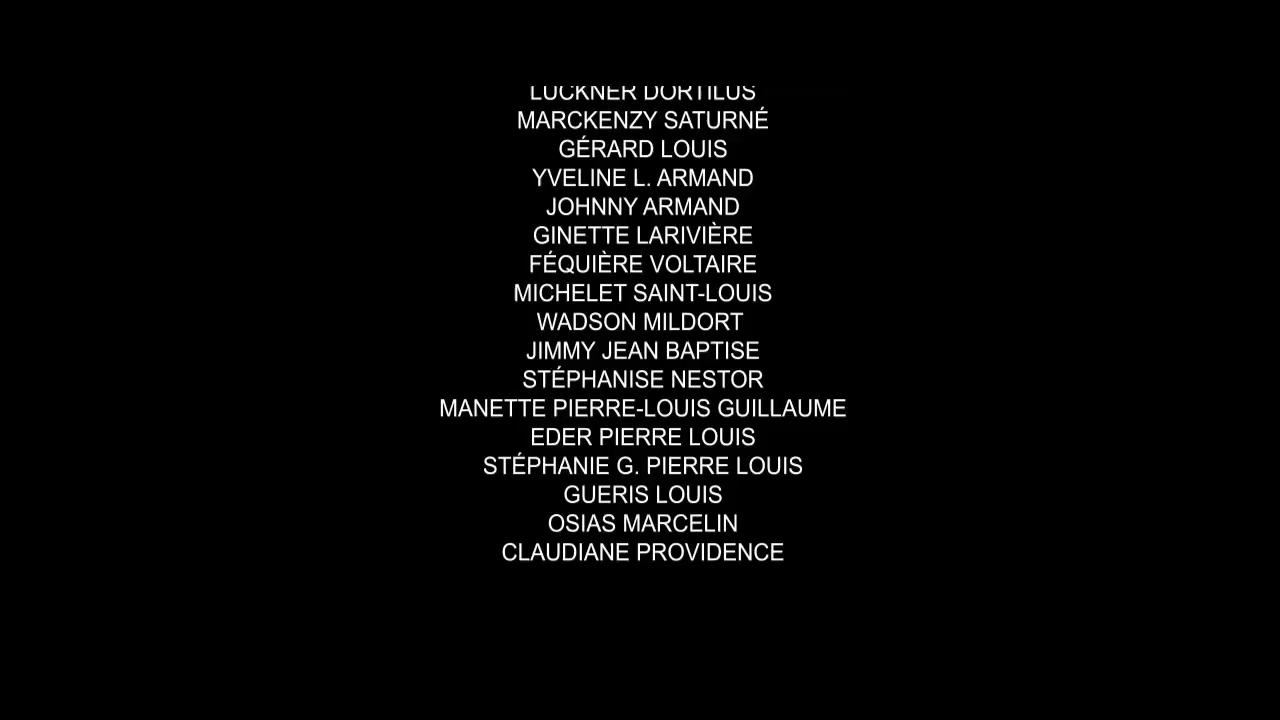 LUCKNER DORTILUS
MARCKENZY SATURNÉ
GÉRARD LOUIS
YVELINE L. ARMAND
JOHNNY ARMAND
GINETTE LARIVIÈRE
FÉQUIÈRE VOLTAIRE
MICHELET SAINT-LOUIS
WADSON MILDORT
JIMMY JEAN BAPTISE
STÉPHANISE NESTOR
MANETTE PIERRE-LOUIS GUILLAUME
EDER PIERRE LOUIS
STÉPHANIE G. PIERRE LOUIS
GUERIS LOUIS
OSIAS MARCELIN
CLAUDIANE PROVIDENCE